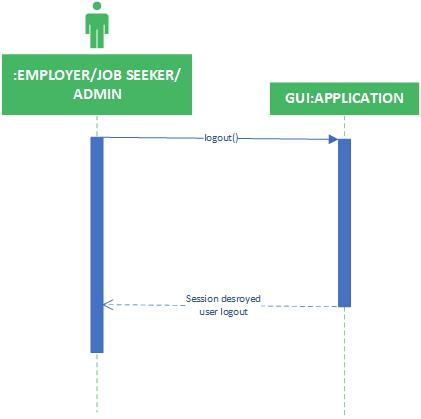 :EMPLOYER/JOB SEEKER/
ADMIN
GUI:APPLICATION
logout()
Session desroyed
user logout